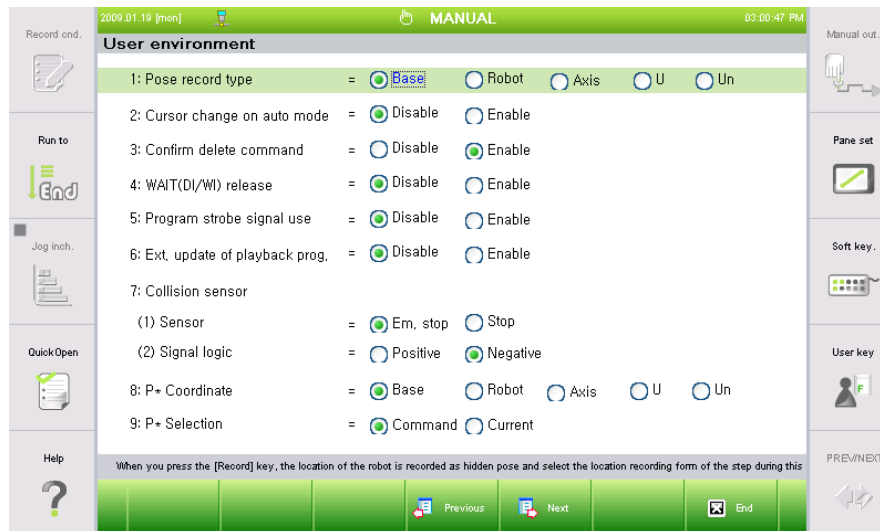 2009.01.19 [mon] MANUAL 03:00:47 PM
User environment
Record cnd.
Run to
End
Jog inch.
QuickOpen
Help
1: Pose record type = Base Robot Axis U Un
2: Cursor change on auto mode = Disable Enable
3: Confirm delete command = Disable Enable
4: WAIT(DI/WI) release = Disable Enable
5: Program strobe signal use = Disable Enable
6: Ext, update of playback prog, = Disable Enable
7: Collision sensor
(1) Sensor = Em, stop Stop
(2) Signal logic = Positive Negative
8: P* Coordinate = Base Robot Axis U Un
9: P* Selection = Command Current
When you press the [Record] key, the location of the robot is recorded as hidden pose and select the location recording form of the step during this
Previous Next End
Manual out.
Pane set
Soft key.
User key
F
PREV/NEXT